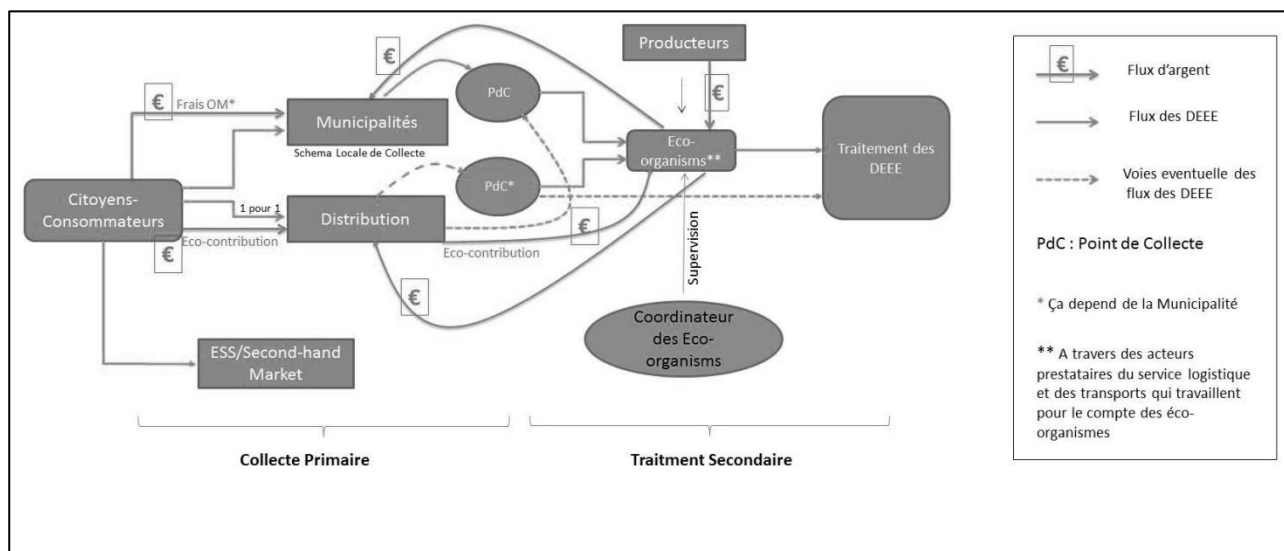 Producteurs
€
€
€
Frais OM*
Municipalités
Schema Locale de Collecte
PdC
Eco-
organisms**
Traitement des
DEEE
PdC*
Citoyens-
Consommateurs
1 pour 1
Distribution
€
Eco-contribution
€
Eco-contribution
€
Supervision
Coordinateur
des Eco-
organisms
ESS/Second-hand
Market
Collecte Primaire
Traitment Secondaire
€
Flux d'argent
Flux des DEEE
Voies eventuelle des
flux des DEEE
PdC : Point de Collecte
* Ça depend de la Municipalité
** A travers des acteurs
prestataires du service logistique
et des transports qui travaillent
pour le compte des éco-
organismes